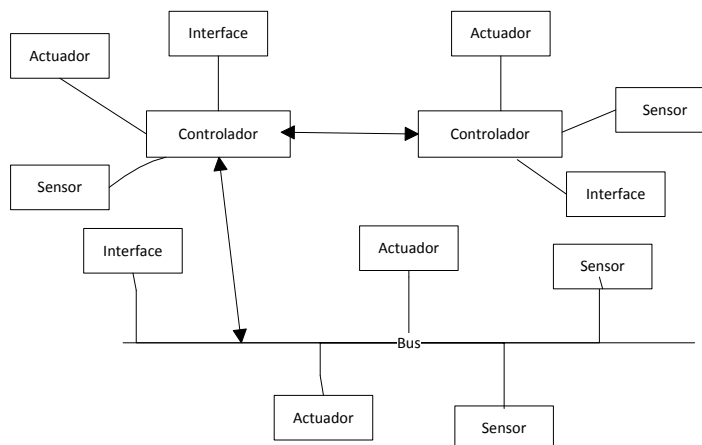 Interface
Actuador
Actuador
Sensor
Controlador
Controlador
Sensor
Interface
Interface
Actuador
Sensor
Bus
Actuador
Sensor